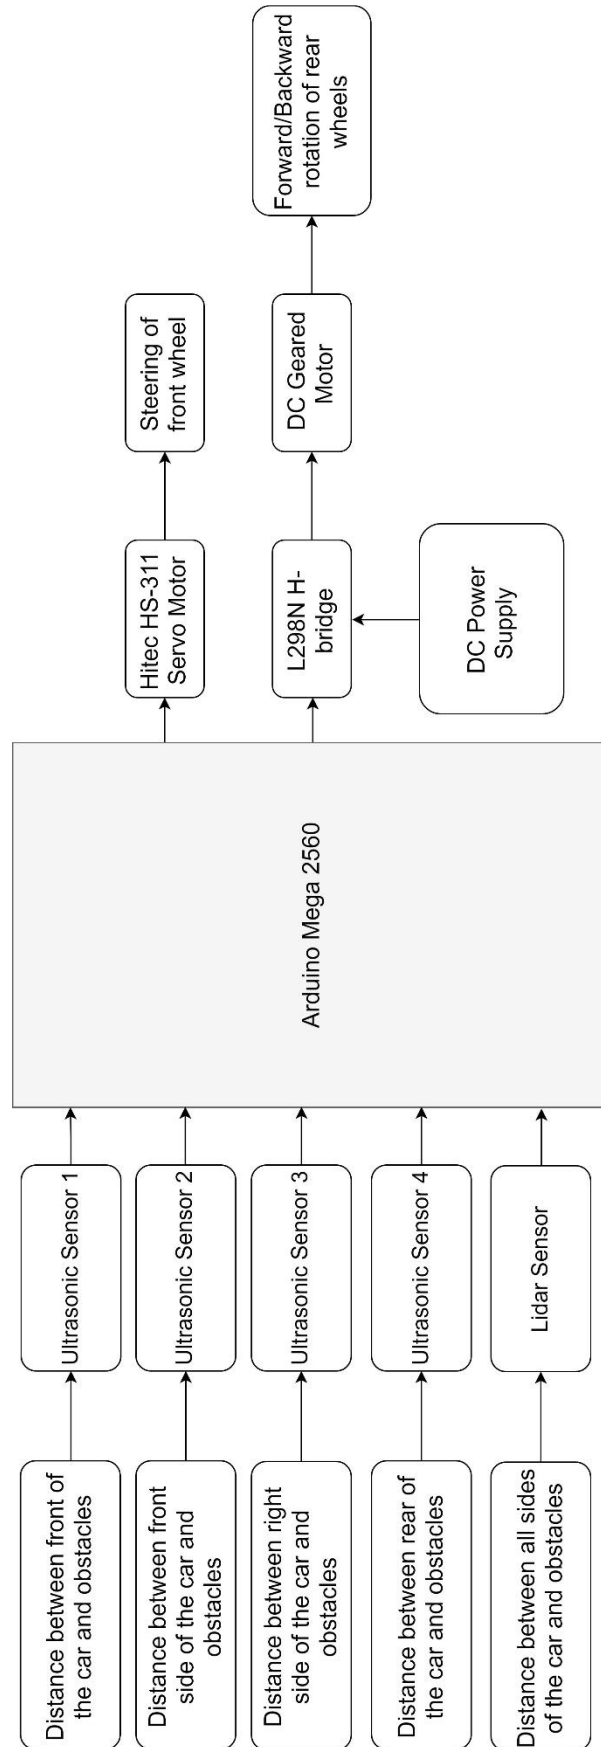 Distance between front of
the car and obstacles
Ultrasonic Sensor 1
Distance between front
side of the car and
obstacles
Ultrasonic Sensor 2
Distance between right
side of the car and
obstacles
Ultrasonic Sensor 3
Distance between rear of
the car and obstacles
Ultrasonic Sensor 4
Distance between all sides
of the car and obstacles
Lidar Sensor
Arduino Mega 2560
Hitec HS-311
Servo Motor
Steering of
front wheel
L298N H-
bridge
DC Geared
Motor
Forward/Backward
rotation of rear
wheels
DC Power
Supply